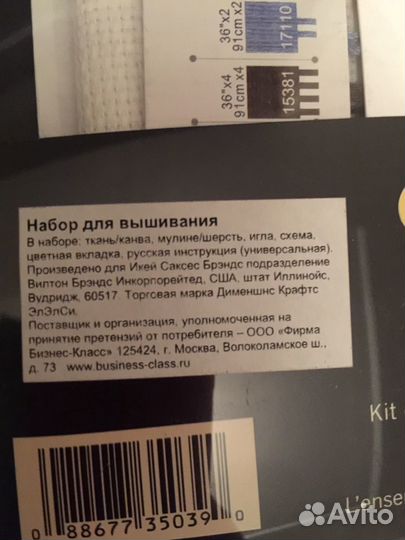 36"x2
91cm x2
17110
36"x4
91cm x4
15381
Набор для вышивания
В наборе: ткань/канва, мулине/шерсть, игла, схема,
цветная вкладка, русская инструкция (универсальная).
Произведено для Икей Саксес Брэндс подразделение
Вилтон Брэндс Инкорпорейтед, США, штат Иллинойс,
Вудридж, 60517 Торговая марка Дименшнс Крафтс
ЭлЭлСи.
Поставщик и организация, уполномоченная на
принятие претензий от потребителя – ООО «Фирма
Бизнес-Класс» 125424, г. Москва, Волоколамское ш.,
д. 73 www.business-class.ru
Kit
L'ense
0 88677 35039 0
Avito